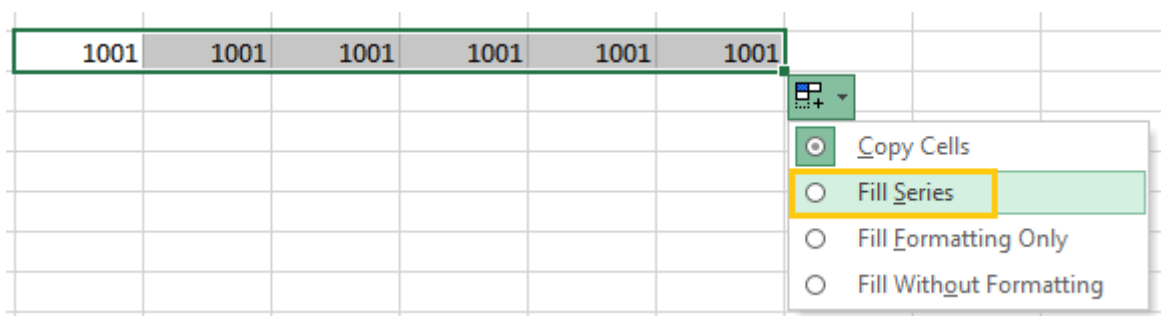 1001 1001 1001 1001 1001 1001
Copy Cells
Fill Series
Fill Formatting Only
Fill Without Formatting